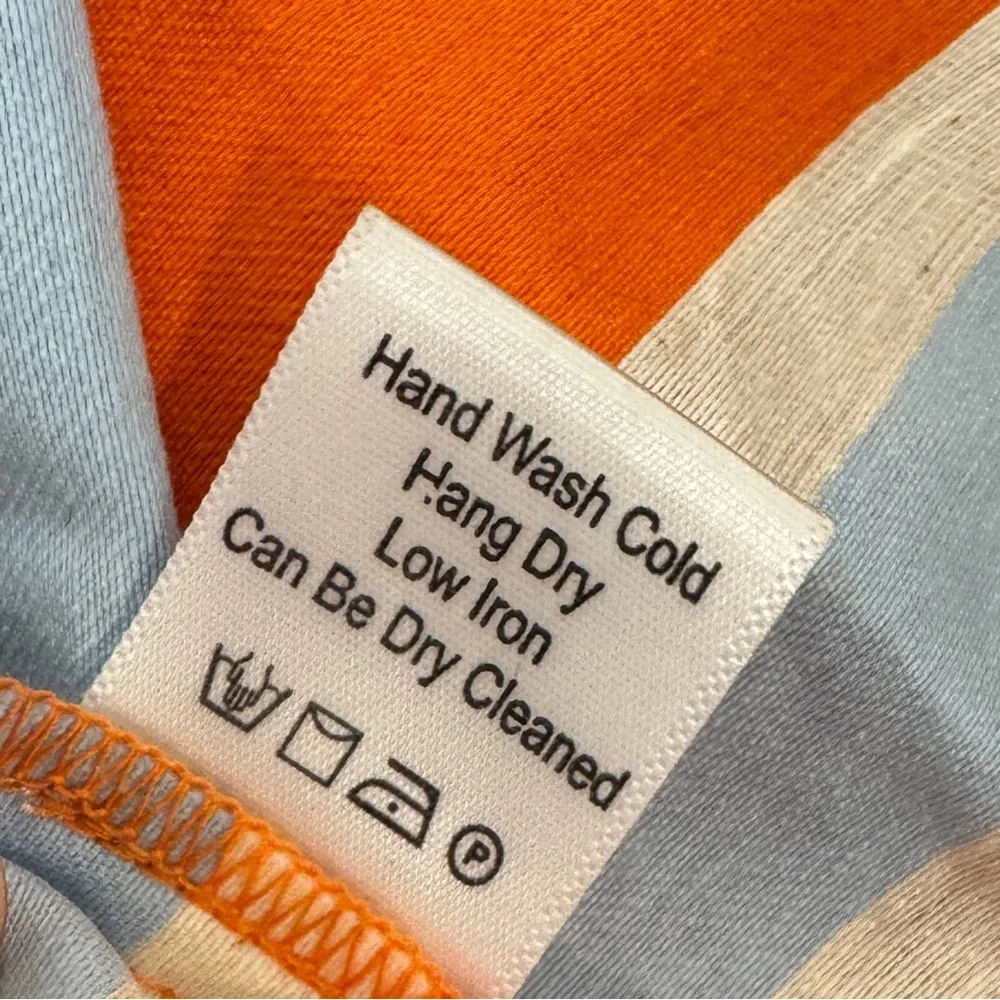 Hand Wash Cold
Hang Dry
Low Iron
Can Be Dry Cleaned
P